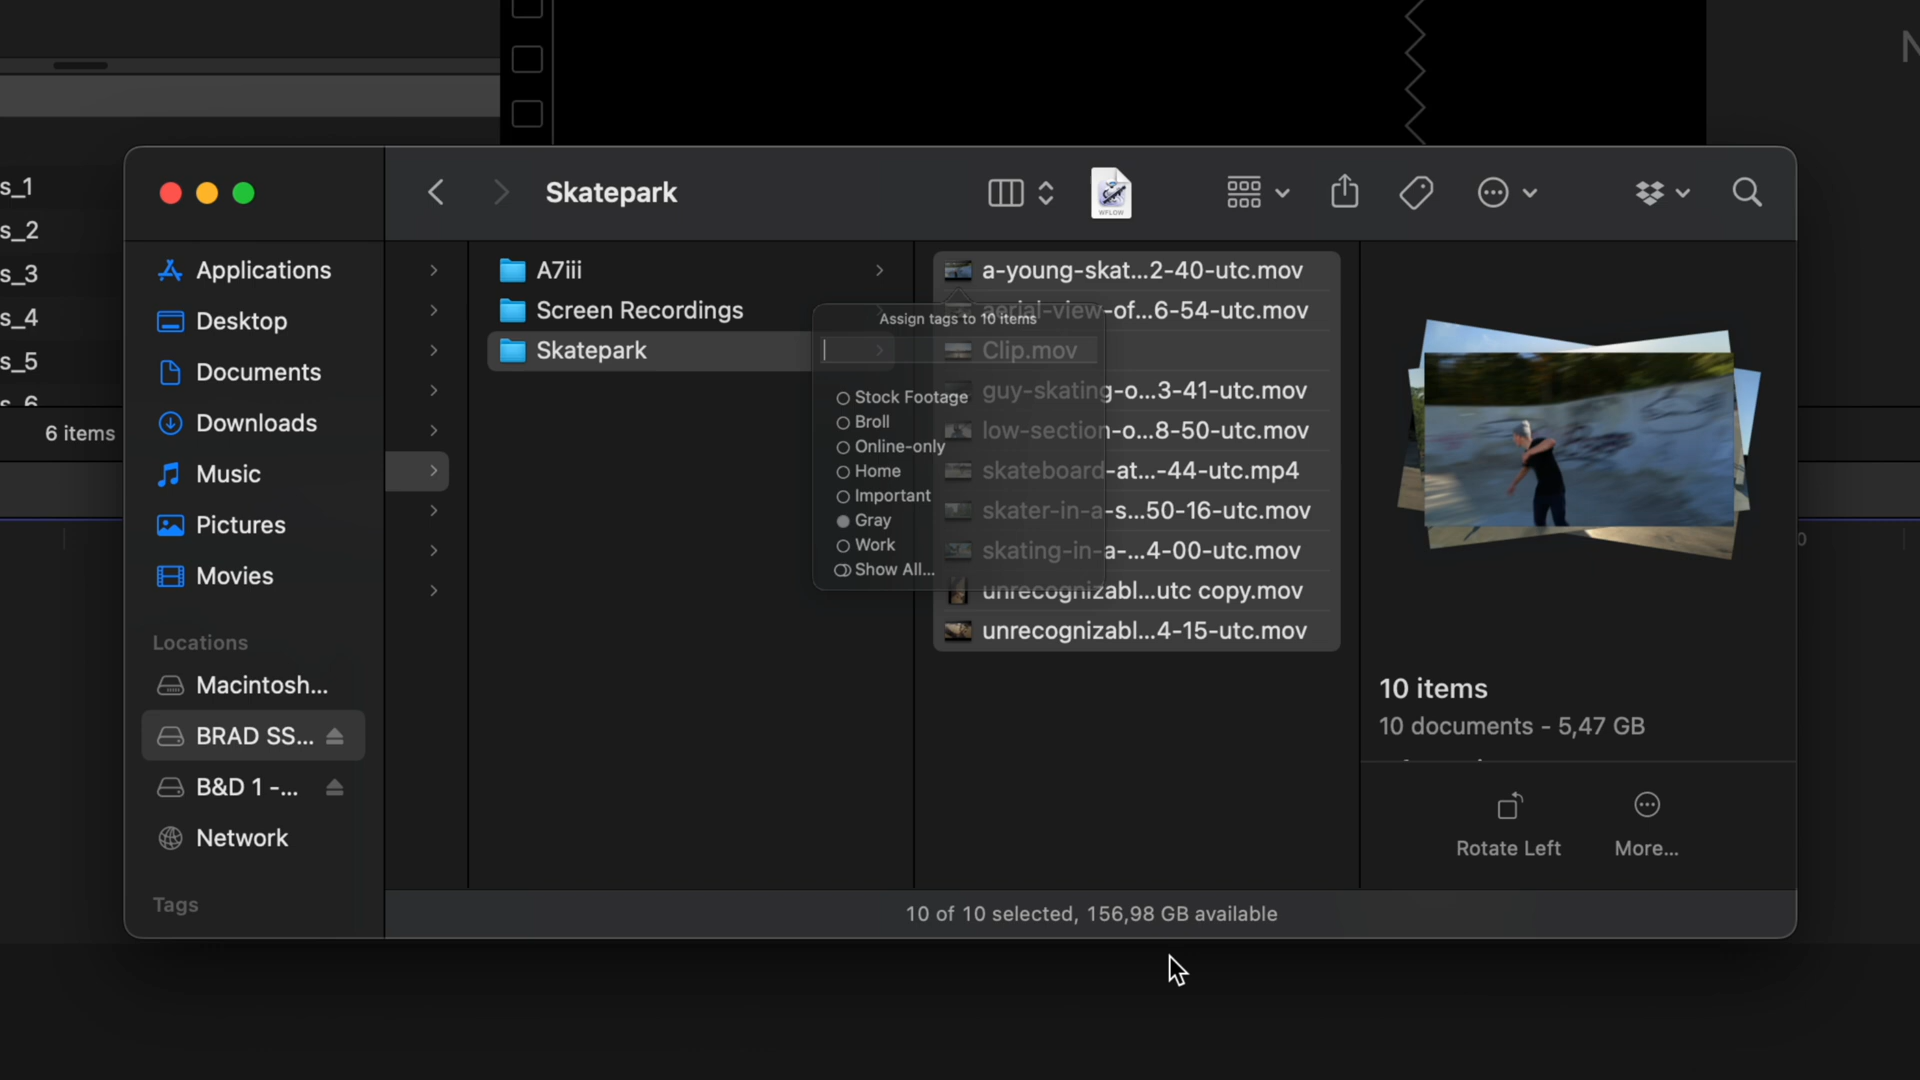 s_1
s_2
s_3
s_4
s_5
s_6
6 items
Skatepark
WFLOW
Applications
Desktop
Documents
Downloads
Music
Pictures
Movies
Locations
Macintosh...
BRAD SS...
B&D 1 -...
Network
Tags
A7iii
Screen Recordings
Skatepark
Assign tags to 10 items
Stock Footage
Broll
Online-only
Home
Important
Gray
Work
Show All...
a-young-skat...2-40-utc.mov
aerial-view-of...6-54-utc.mov
Clip.mov
guy-skating-o...3-41-utc.mov
low-section-o...8-50-utc.mov
skateboard-at...-44-utc.mp4
skater-in-a-s...50-16-utc.mov
skating-in-a-...4-00-utc.mov
unrecognizabl...utc copy.mov
unrecognizabl...4-15-utc.mov
10 items
10 documents - 5,47 GB
Rotate Left
More...
10 of 10 selected, 156,98 GB available
N